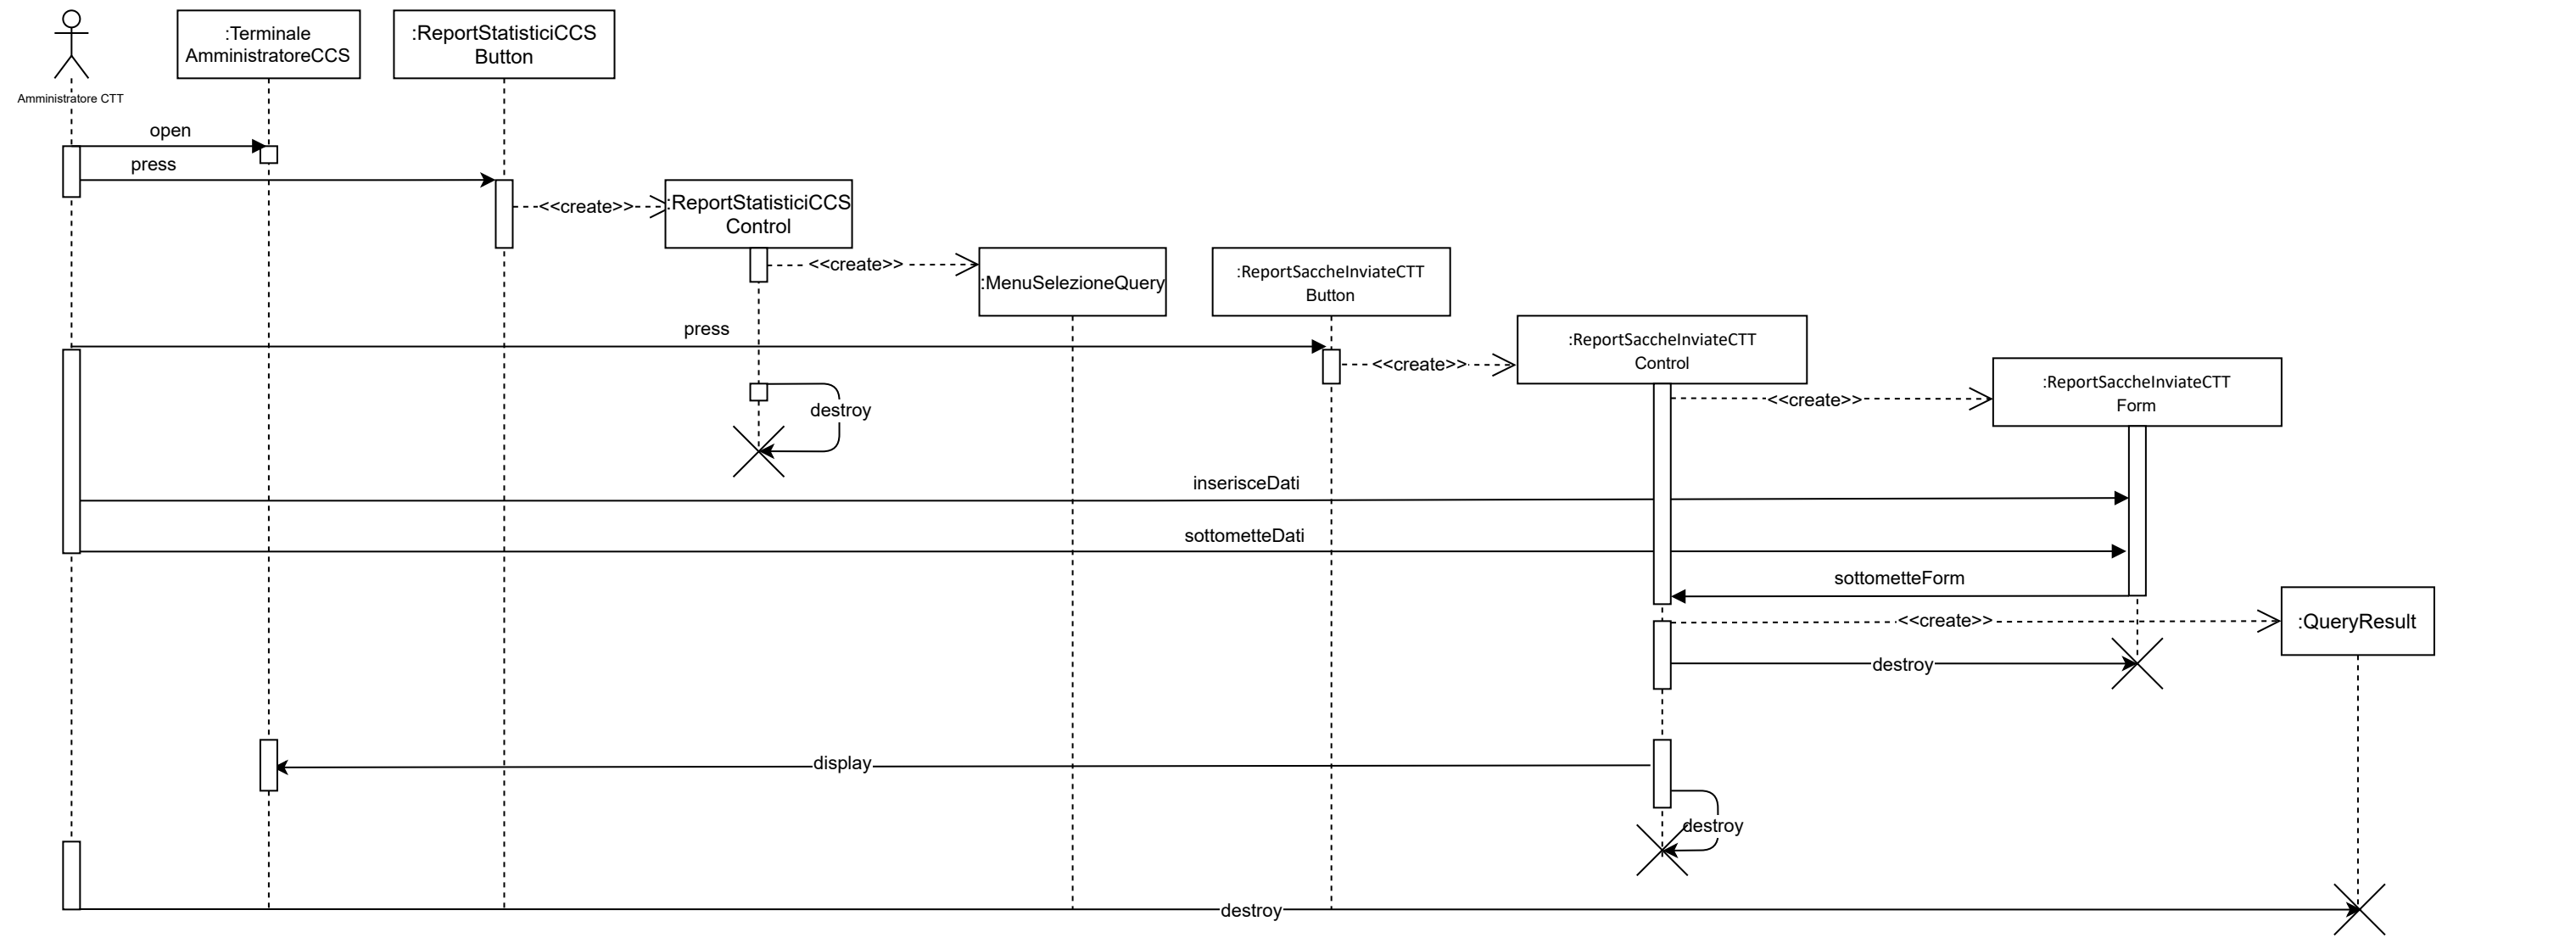 :Terminale
AmministratoreCCS
:ReportStatisticiCCS
Button
Amministratore CTT
open
press
<<create>>
:ReportStatisticiCCS
Control
<<create>>
:MenuSelezioneQuery
:ReportSaccheInviateCTT
Button
press
<<create>>
:ReportSaccheInviateCTT
Control
<<create>>
:ReportSaccheInviateCTT
Form
destroy
inserisceDati
sottometteDati
sottometteForm
<<create>>
:QueryResult
destroy
display
destroy
destroy